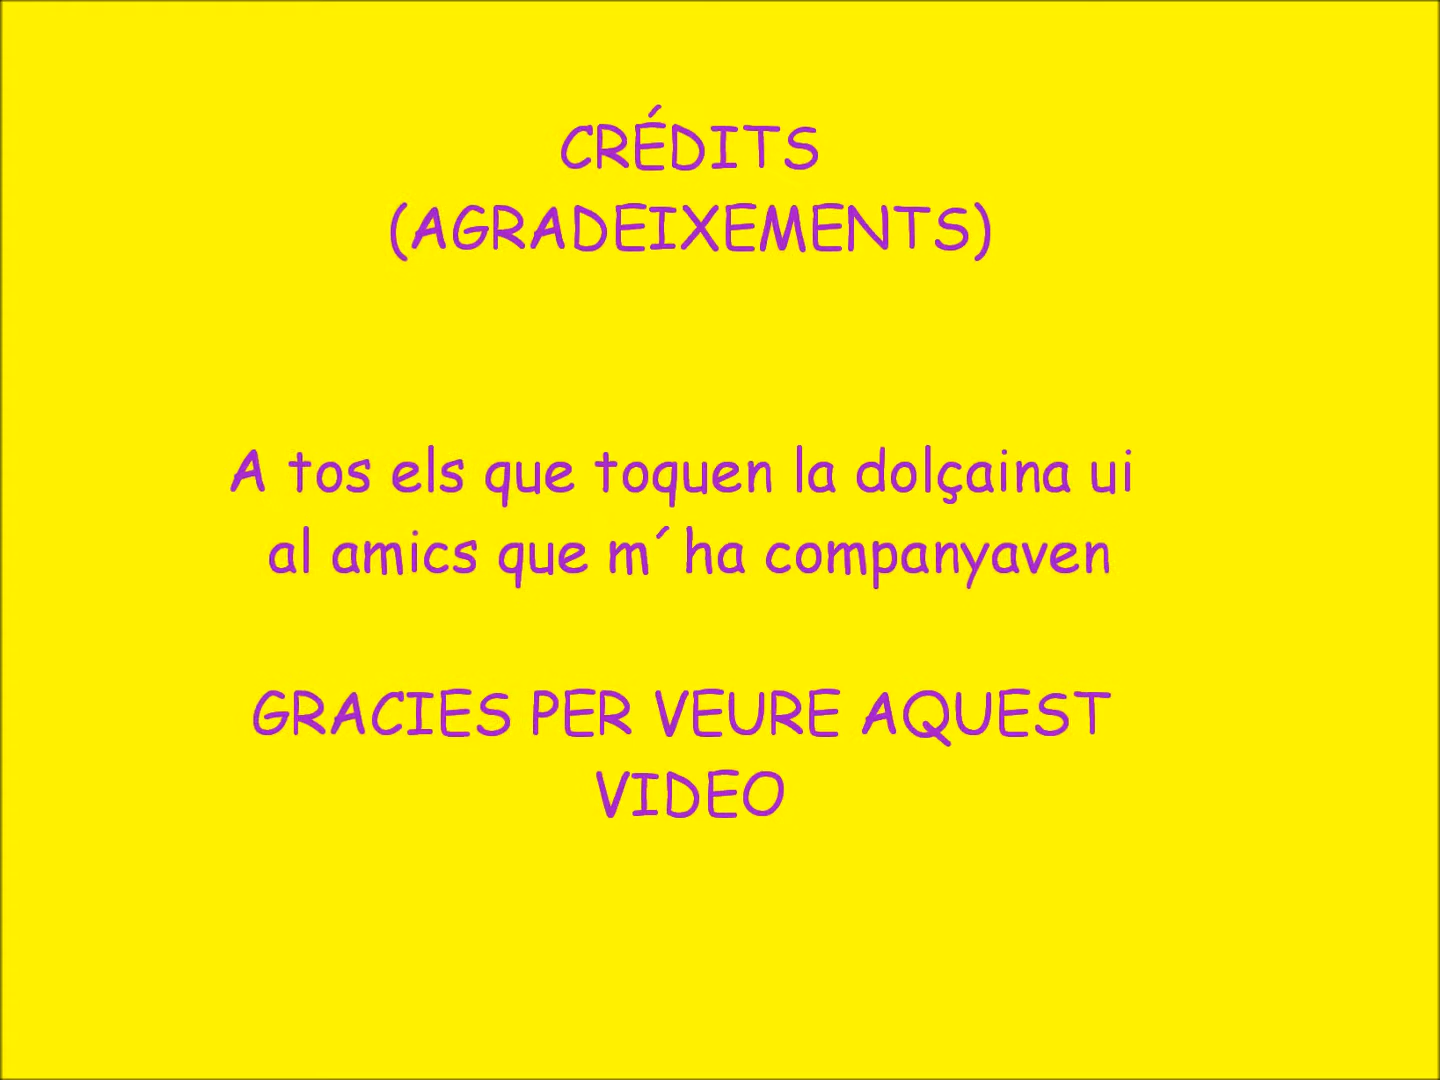 CRÉDITS
(AGRADEIXEMENTS)
A tos els que toquen la dolçaina ui
al amics que m´ha companyaven
GRACIES PER VEURE AQUEST
VIDEO